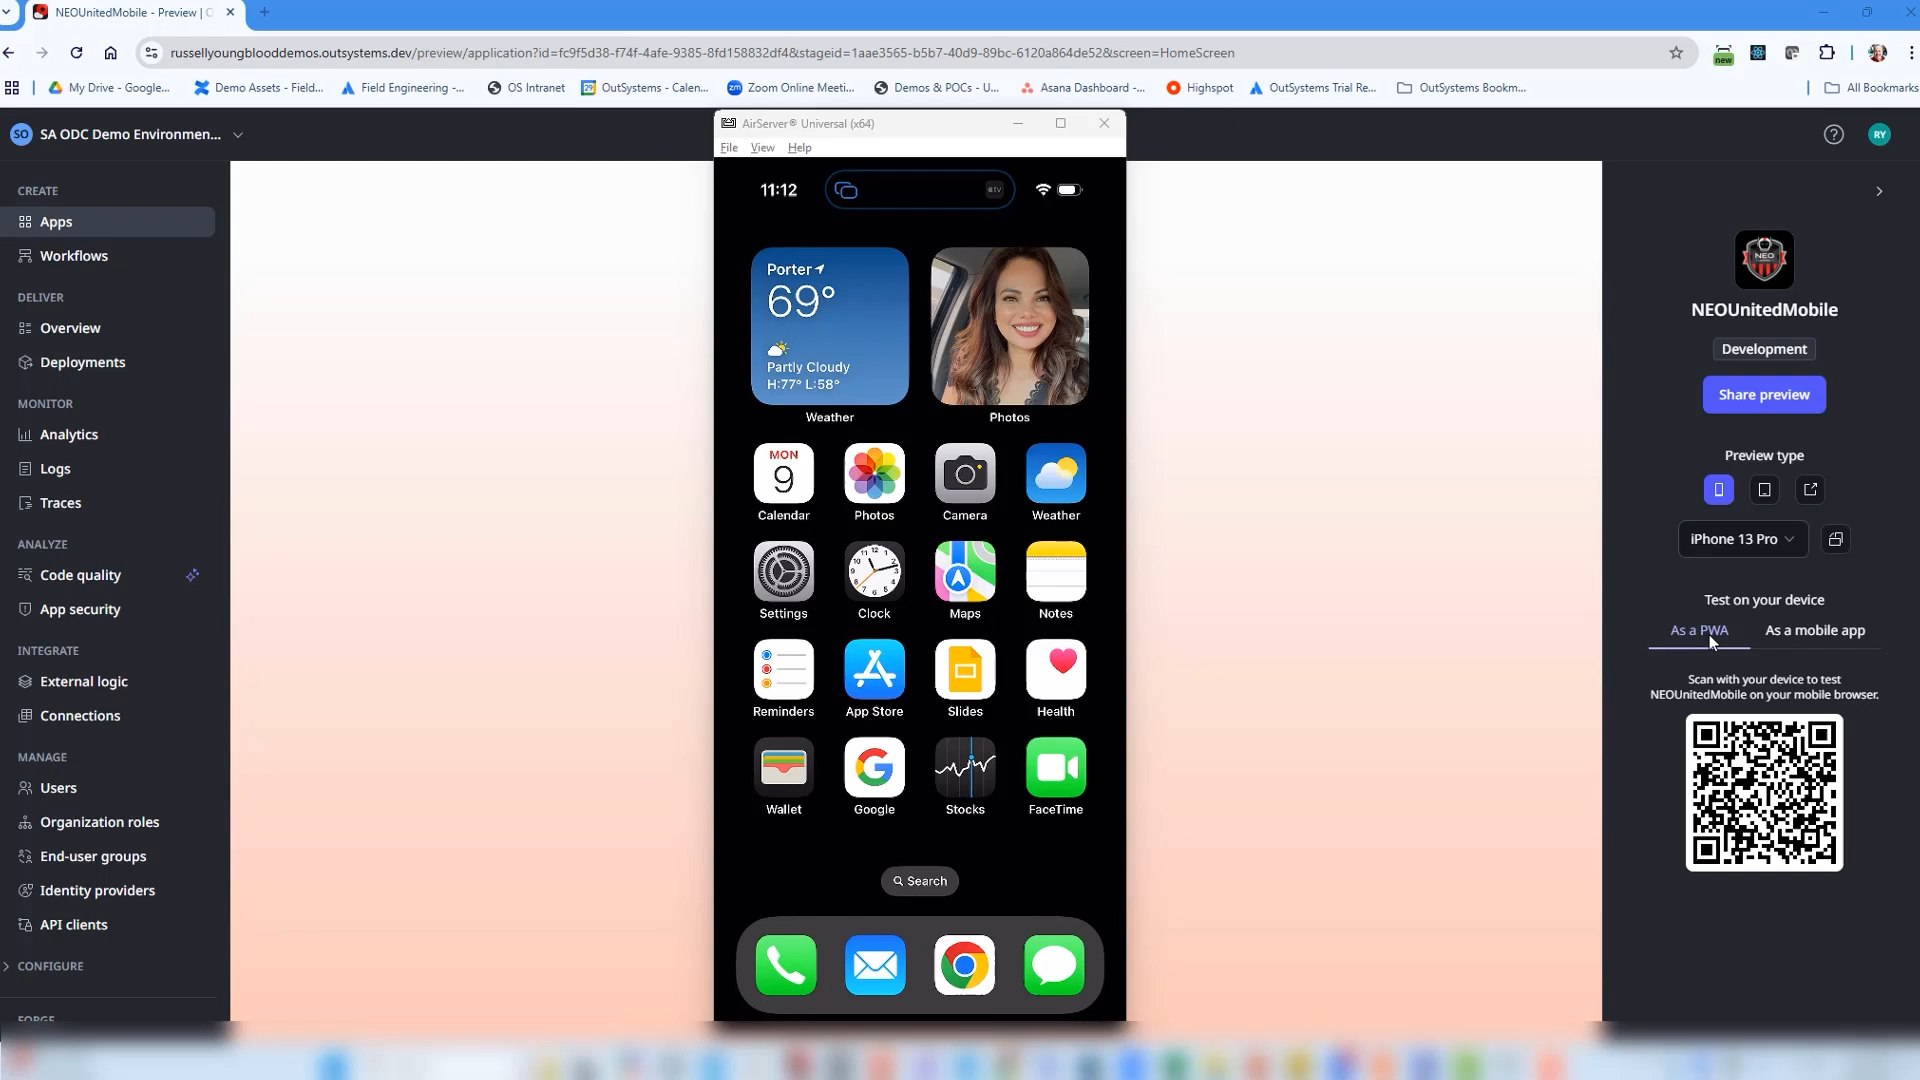 NEOUnitedMobile - Preview |
russellyoungblooddemos.outsystems.dev/preview/application?id=fc9f5d38-f74f-4afe-9385-8fd158832df4&stageid=1aae3565-b5b7-40d9-89bc-6120a864de52&screen=HomeScreen
new
My Drive - Google...
Demo Assets - Field...
Field Engineering -...
OS Intranet
OutSystems - Calen...
Zoom Online Meeti...
Demos & POCs - U...
Asana Dashboard -...
Highspot
OutSystems Trial Re...
OutSystems Bookm...
All Bookmarks
SO SA ODC Demo Environmen...
RY
CREATE
Apps
Workflows
DELIVER
Overview
Deployments
MONITOR
Analytics
Logs
Traces
ANALYZE
Code quality
App security
INTEGRATE
External logic
Connections
MANAGE
Users
Organization roles
End-user groups
Identity providers
API clients
CONFIGURE
FORGE
AirServer® Universal (x64)
File View Help
11:12
tv
Porter
69°
Partly Cloudy
H:77° L:58°
Weather
Photos
MON
9
Calendar
Photos
Camera
Weather
Settings
Clock
Maps
Notes
Reminders
App Store
Slides
Health
Wallet
Google
Stocks
FaceTime
Search
NEO
NEOUnitedMobile
Development
Share preview
Preview type
iPhone 13 Pro
Test on your device
As a PWA
As a mobile app
Scan with your device to test
NEOUnitedMobile on your mobile browser.